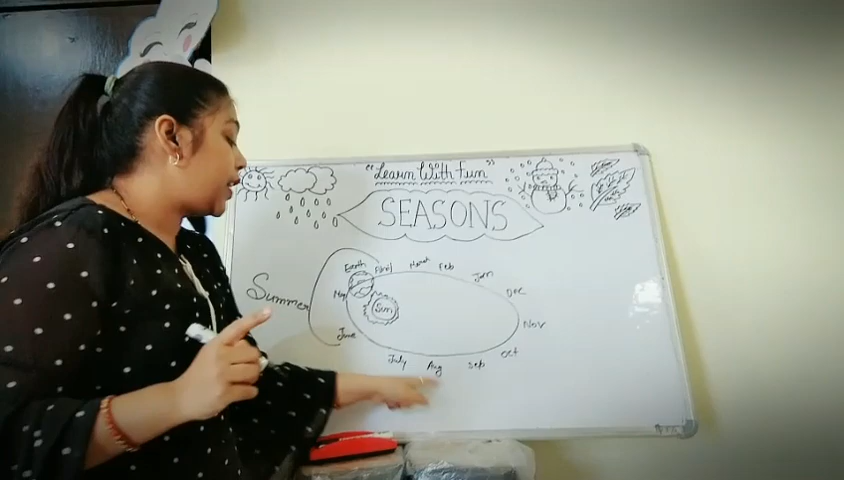 "Learn With Fun"
SEASONS
Earth
April
March
Feb
Jan
Dec
Nov
Oct
Sep
Aug
July
June
May
Sun
Summer